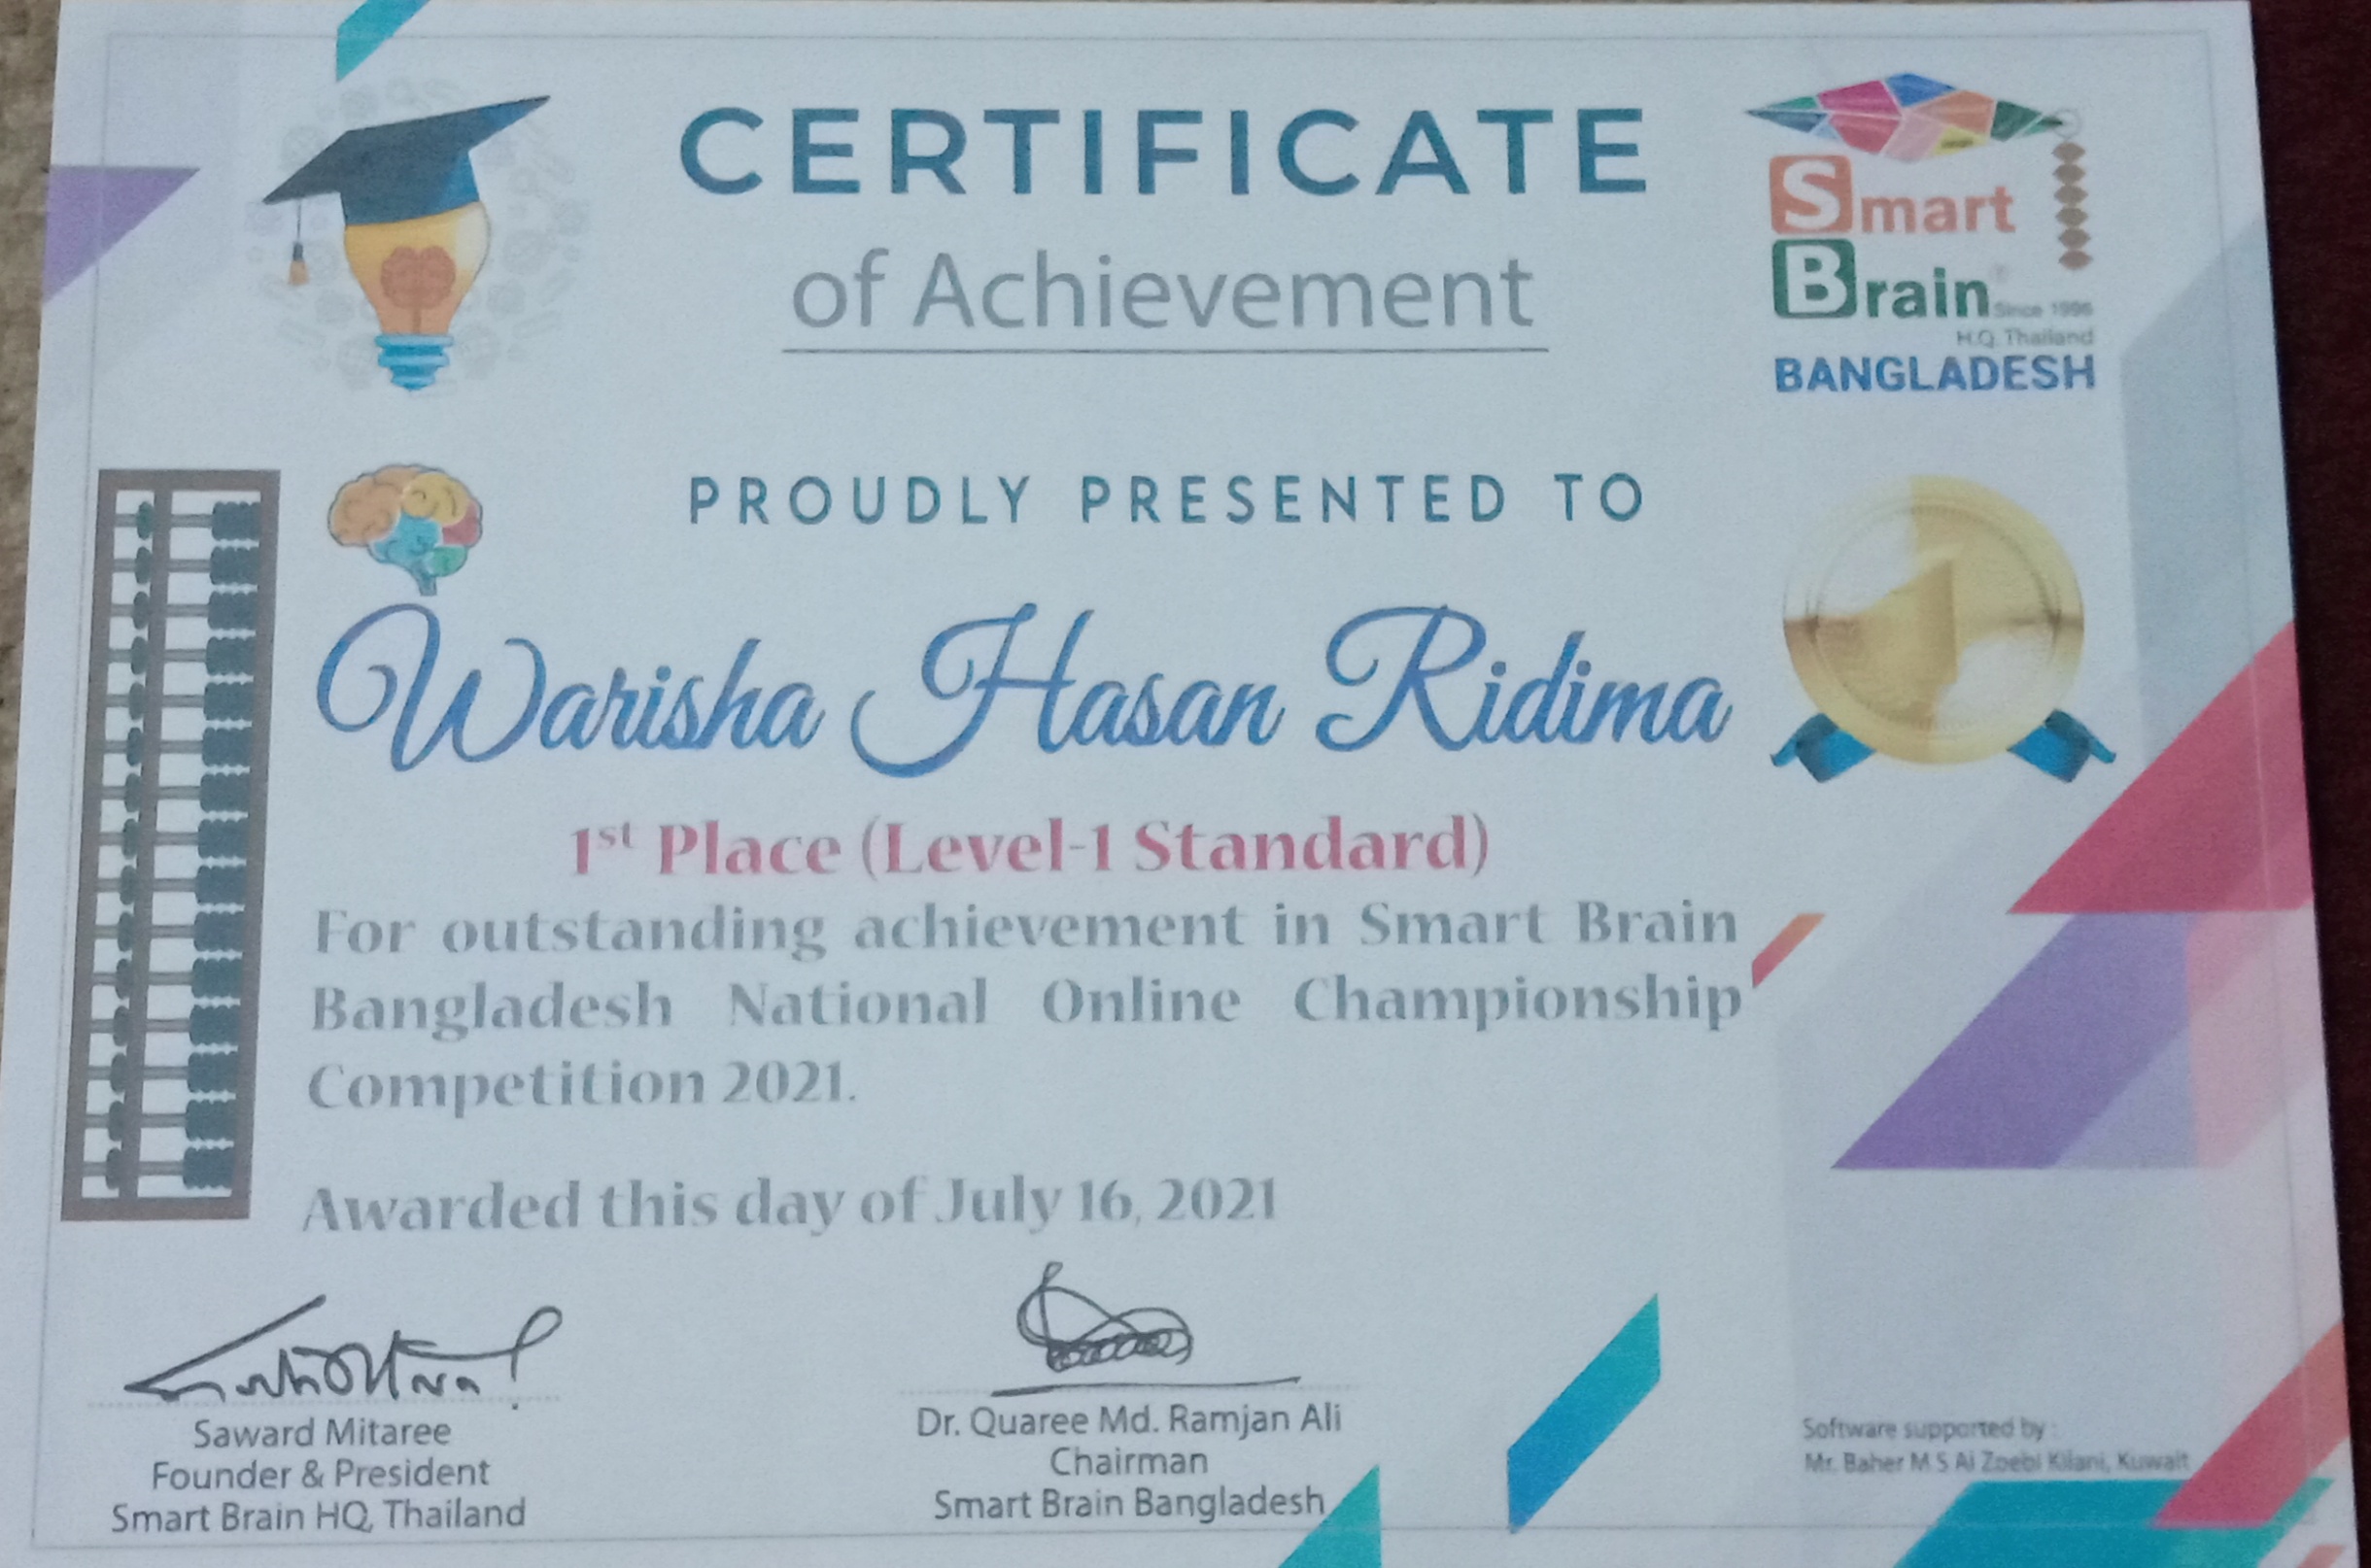 CERTIFICATE
of Achievement
Smart
Brain
Since 1996
H.Q. Thailand
BANGLADESH
PROUDLY PRESENTED TO
Warisha Hasan Ridima
1st Place (Level-1 Standard)
For outstanding achievement in Smart Brain
Bangladesh National Online Championship
Competition 2021.
Awarded this day of July 16, 2021
Saward Mitaree
Founder & President
Smart Brain HQ, Thailand
Dr. Quaree Md. Ramjan Ali
Chairman
Smart Brain Bangladesh
Software supported by :
Mr. Baher M S Al Zoebi Kilani, Kuwait
1